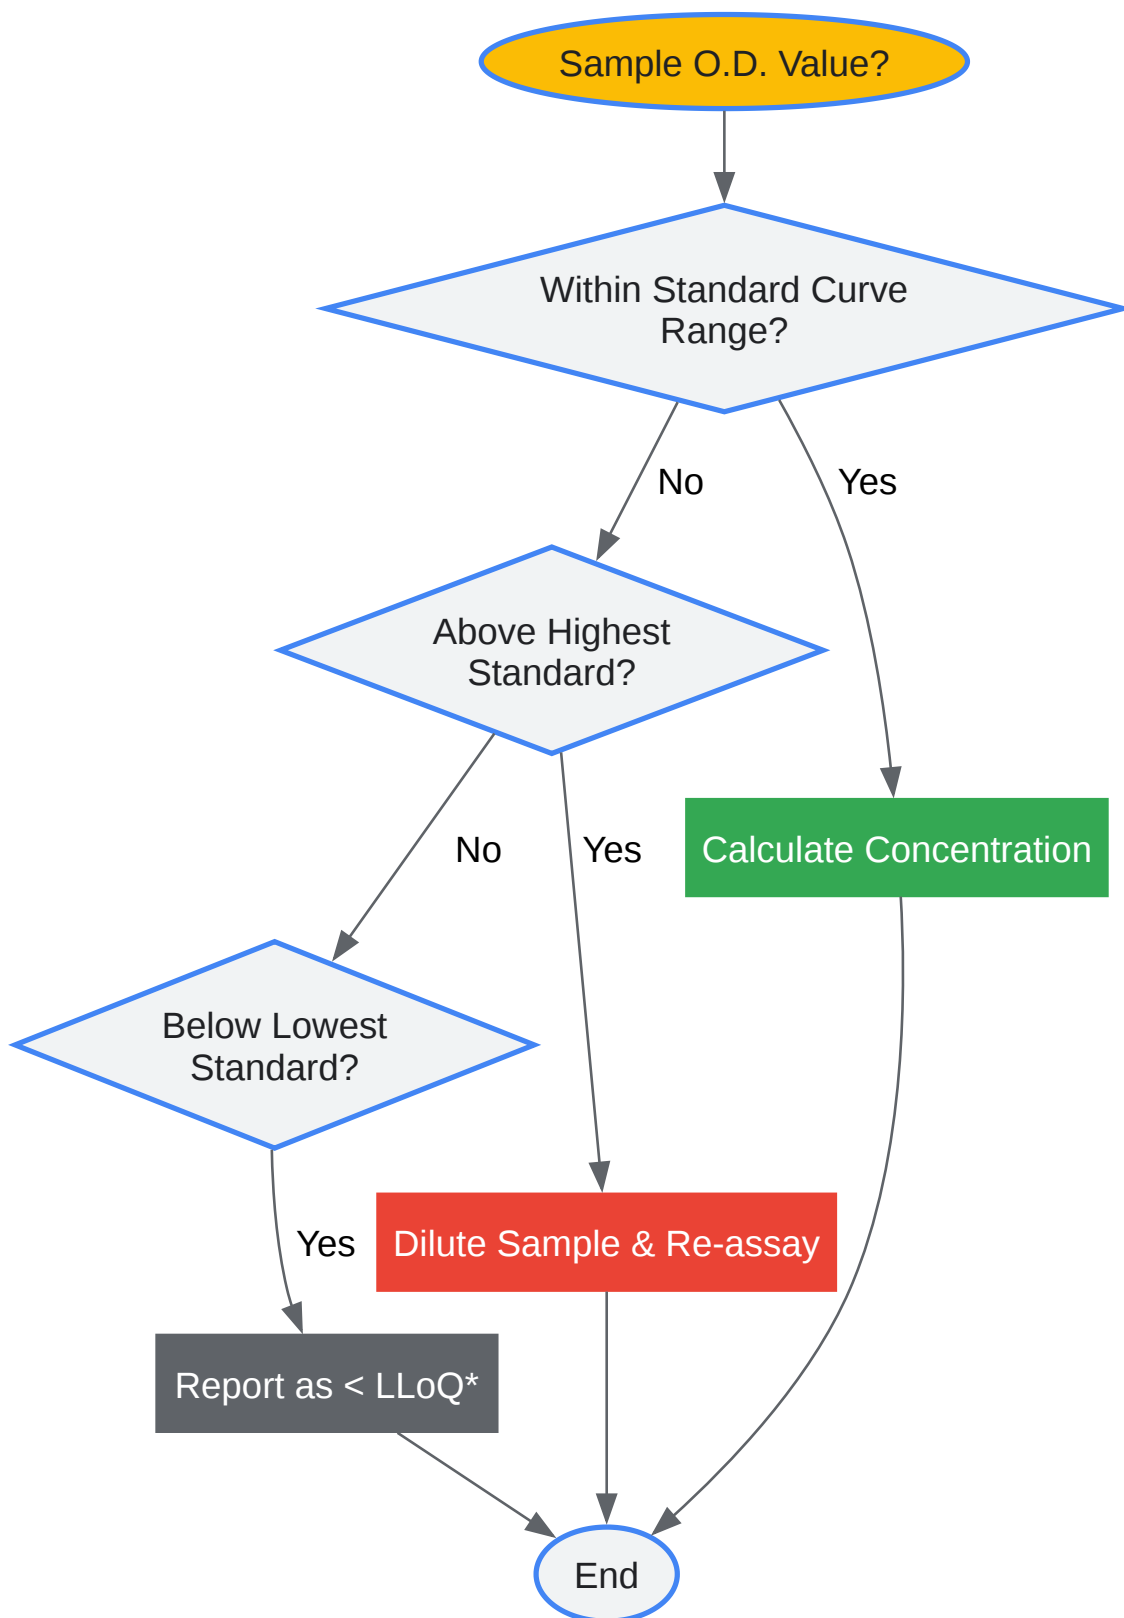 Sample O.D. Value?
Within Standard Curve
Range?
No
Yes
Above Highest
Standard?
No
Yes
Calculate Concentration
Below Lowest
Standard?
Yes
Dilute Sample & Re-assay
Report as < LLoQ*
End